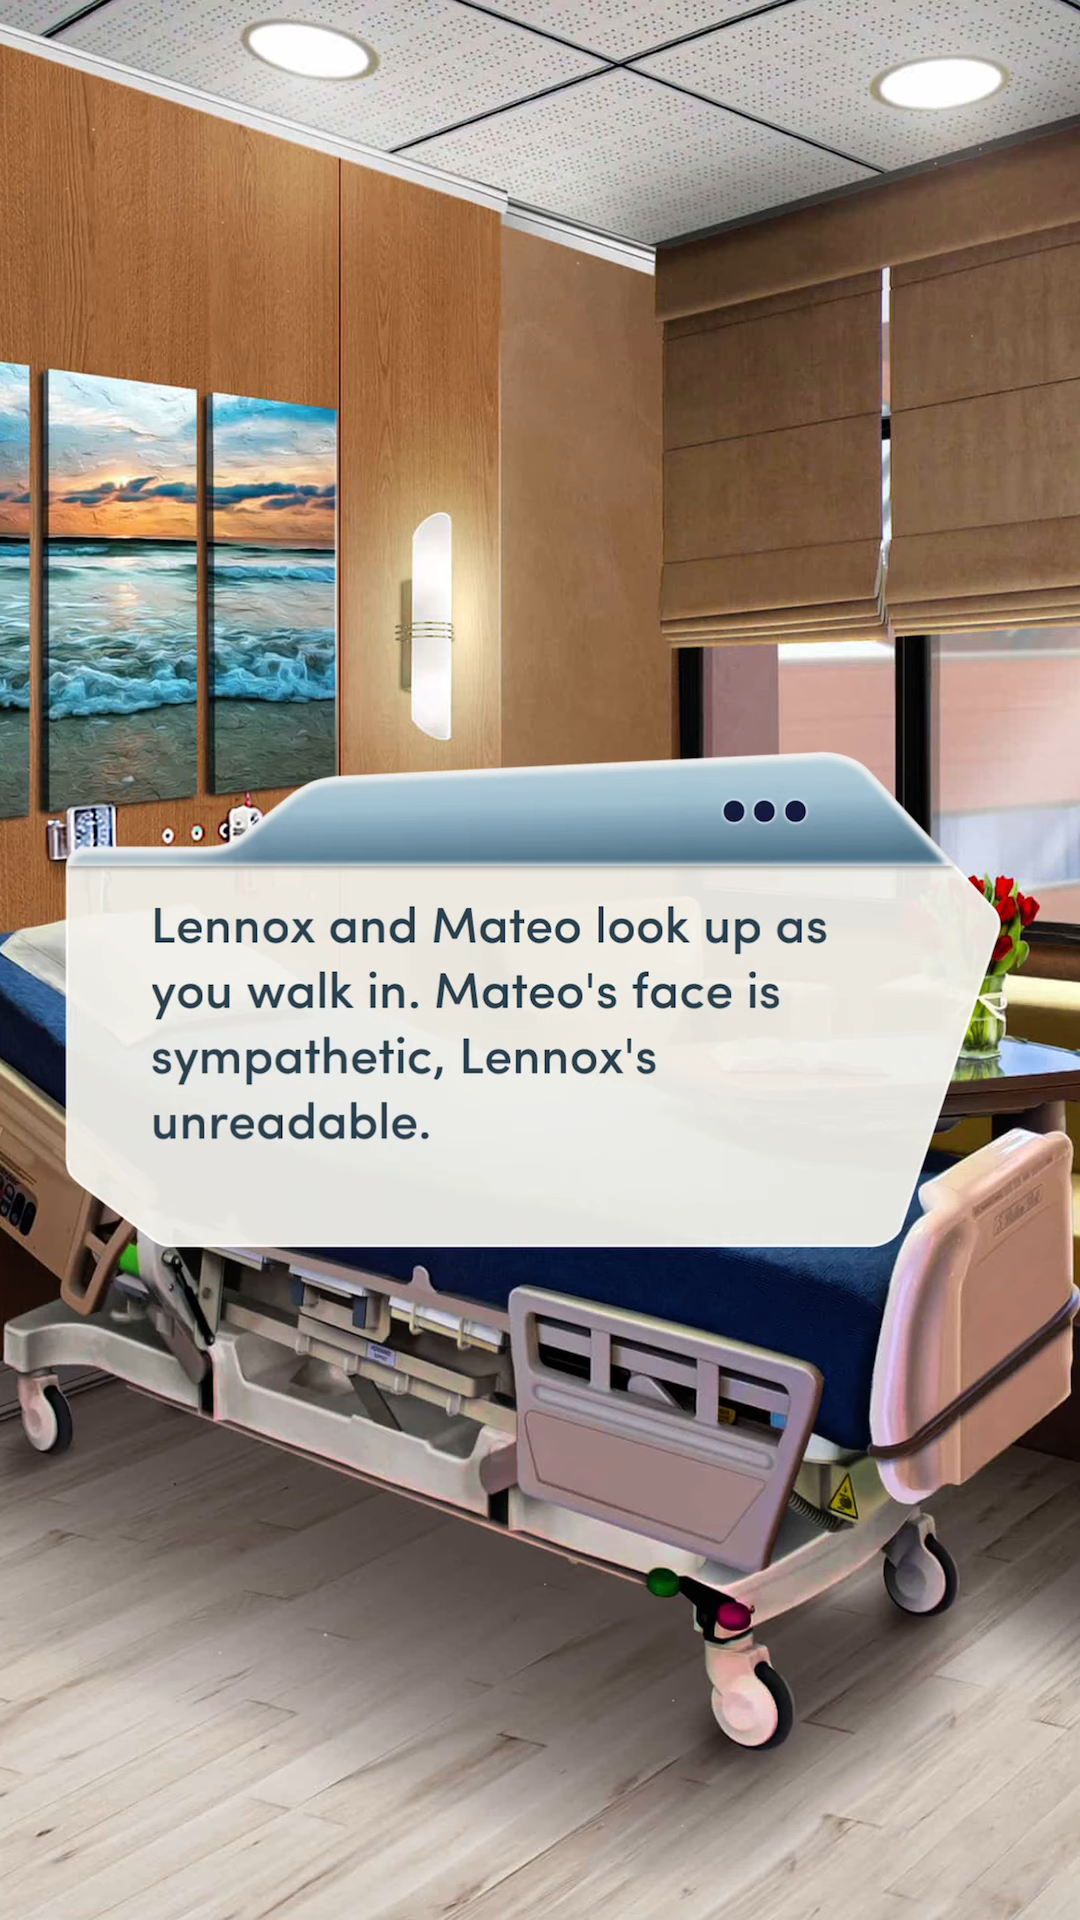 Lennox and Mateo look up as
you walk in. Mateo's face is
sympathetic, Lennox's
unreadable.